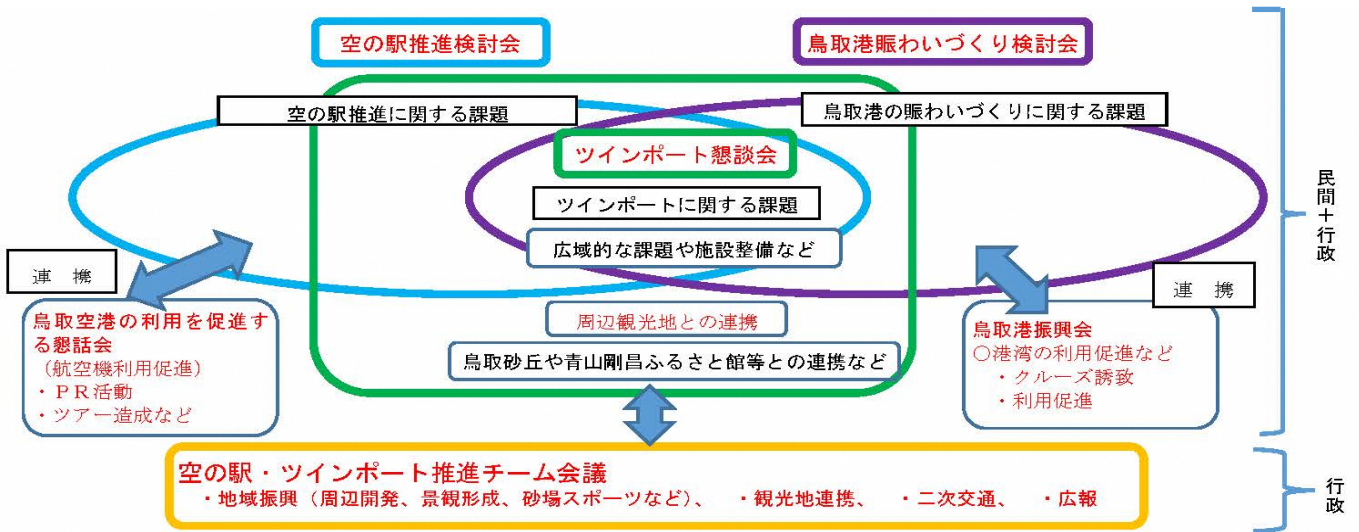 空の駅推進検討会
鳥取港賑わいづくり検討会
空の駅推進に関する課題
鳥取港の賑わいづくりに関する課題
ツインポート懇談会
ツインポートに関する課題
広域的な課題や施設整備など
連 携
連 携
鳥取空港の利用を促進す
る懇話会
（航空機利用促進）
・ＰＲ活動
・ツアー造成など
周辺観光地との連携
鳥取砂丘や青山剛昌ふるさと館等との連携など
鳥取港振興会
○港湾の利用促進など
・クルーズ誘致
・利用促進
民間＋行政
空の駅・ツインポート推進チーム会議
・地域振興（周辺開発、景観形成、砂場スポーツなど）、 ・観光地連携、 ・二次交通、 ・広報
行政